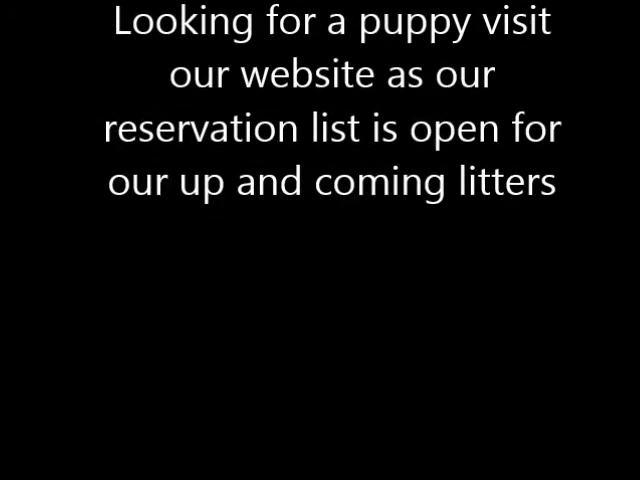 Looking for a puppy visit
our website as our
reservation list is open for
our up and coming litters